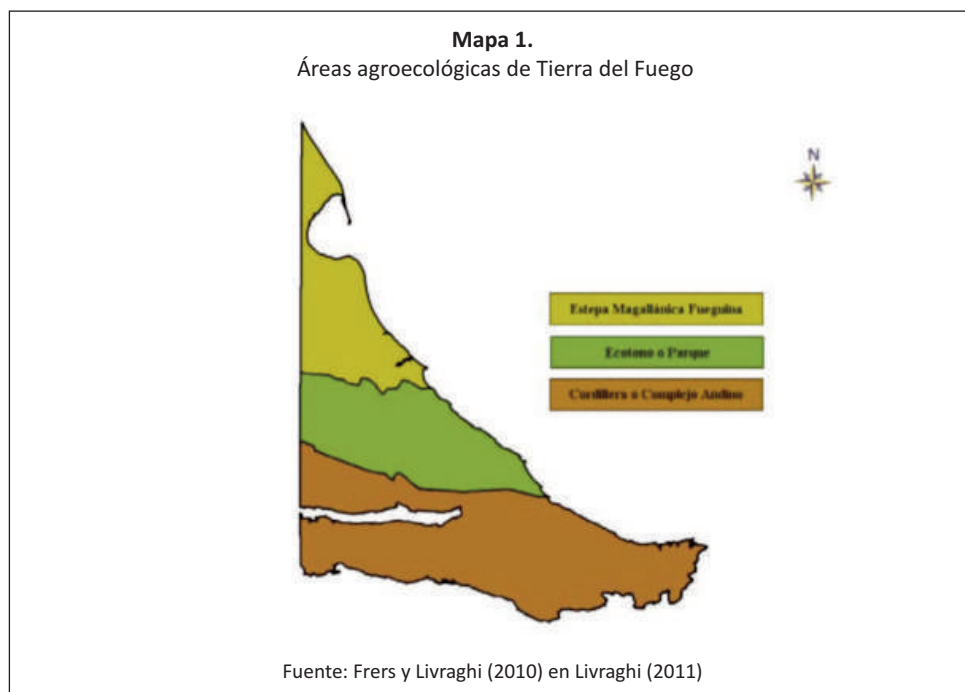 Mapa 1.
Áreas agroecológicas de Tierra del Fuego
N
Estepa Magallánica Fueguina
Ecotono o Parque
Cordillera o Complejo Andino
Fuente: Frers y Livraghi (2010) en Livraghi (2011)